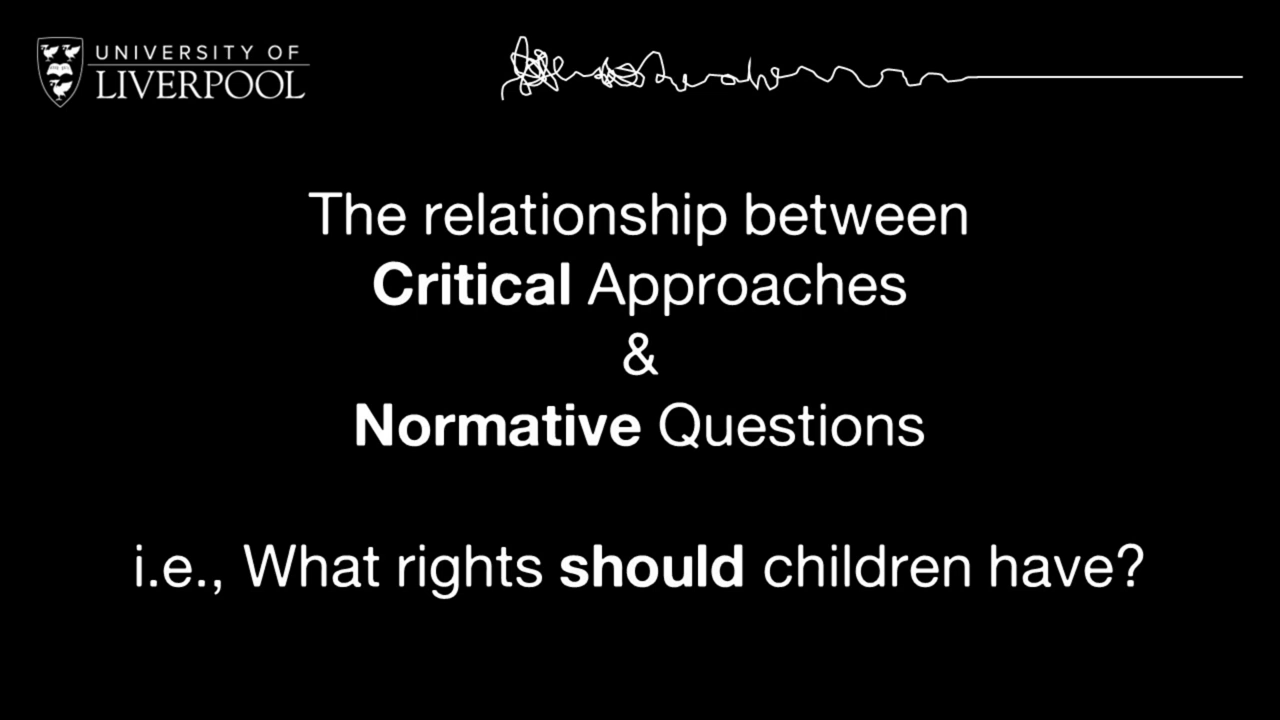 UNIVERSITY OF
LIVERPOOL
The relationship between
Critical Approaches
&
Normative Questions
i.e., What rights should children have?